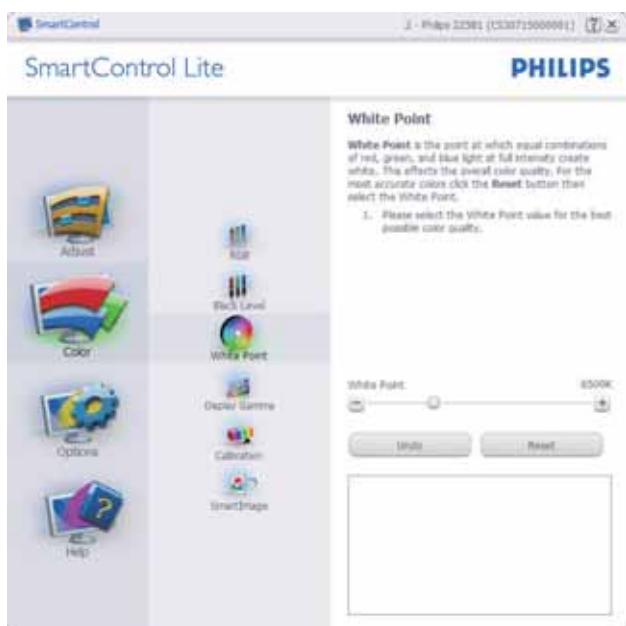 SmartControl
SmartControl Lite
PHILIPS
Adjust
Color
Options
Help
RGB
Black Level
White Point
Display Gamma
Calibration
SmartImage
White Point
White Point is the point at which equal combinations
of red, green, and blue light at full intensity create
white. This effects the overall color quality. For the
most accurate colors click the Reset button then
select the White Point.
1. Please select the White Point value for the best
possible color quality.
White Point 6500K
Undo Reset